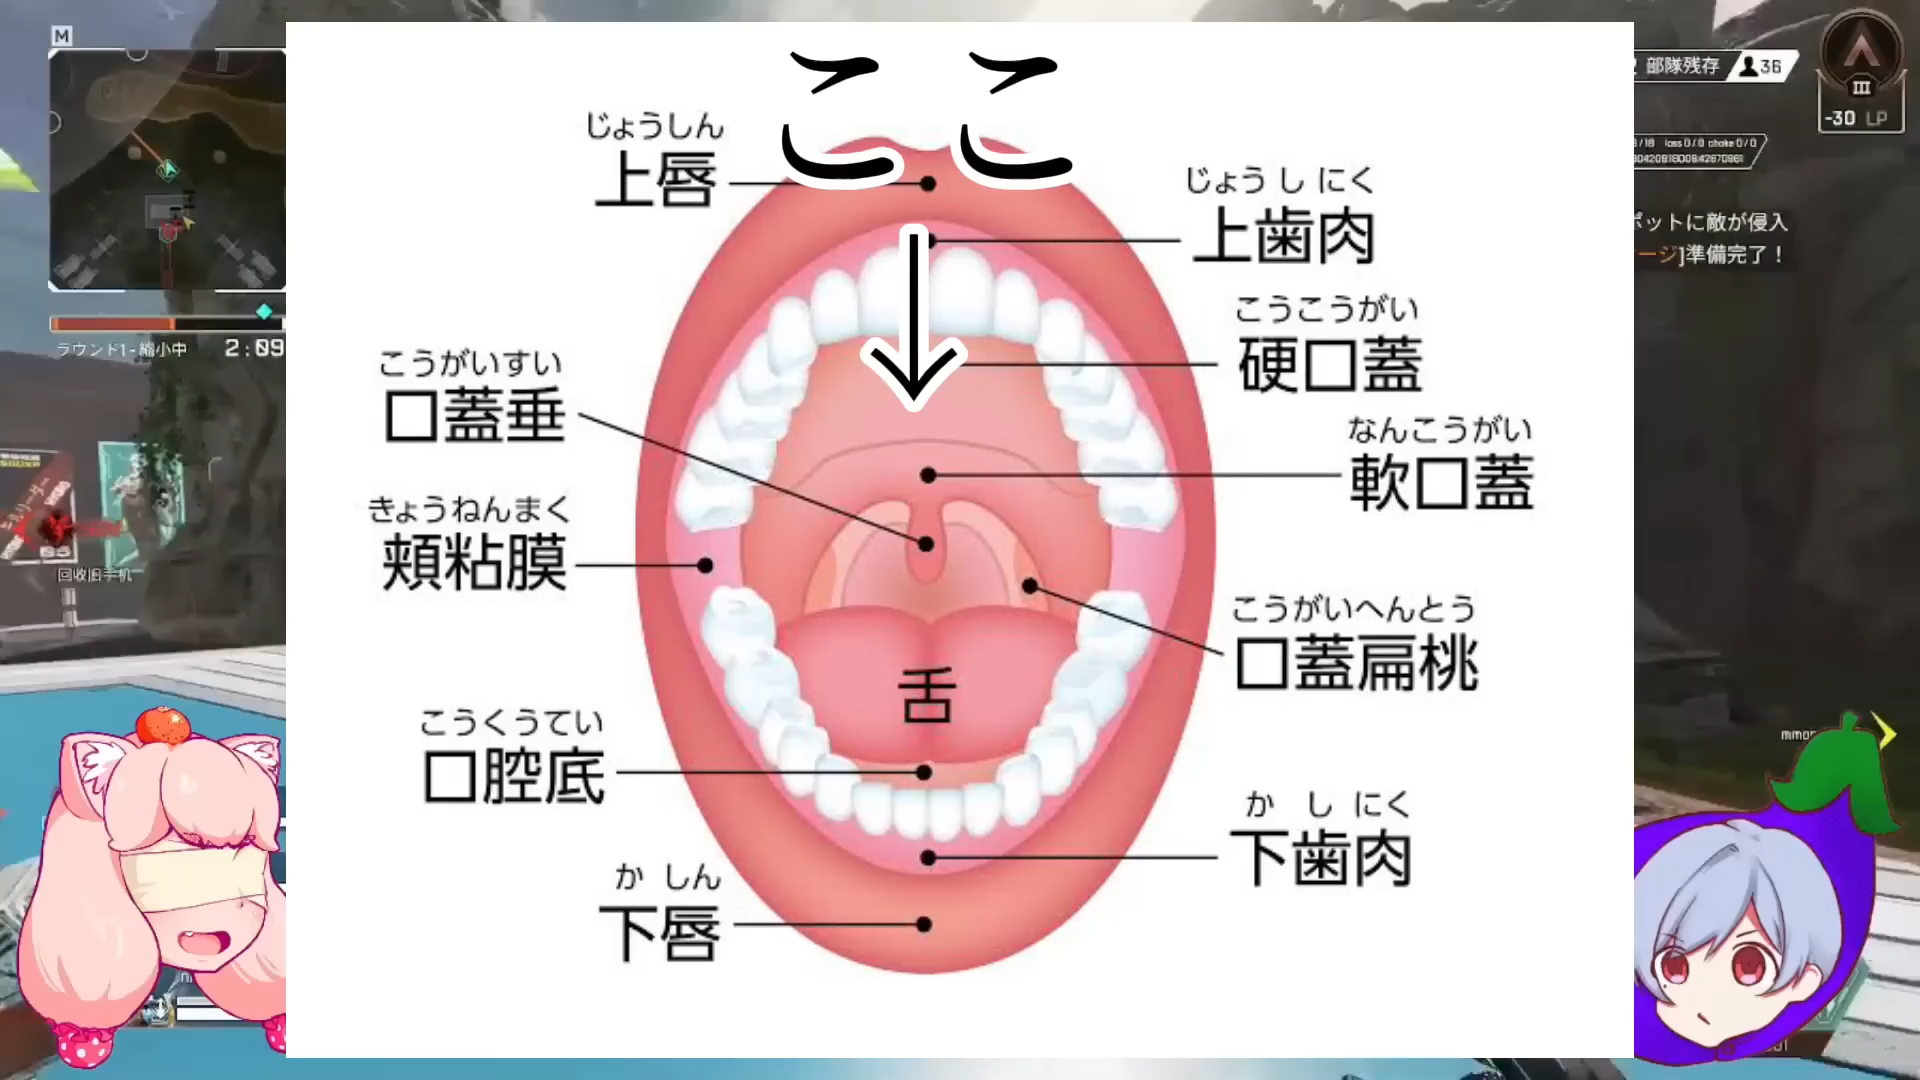 M
ここ
じょうしん
上唇
じょうしにく
上歯肉
こうこうがい
硬口蓋
こうがいすい
口蓋垂
なんこうがい
軟口蓋
きょうねんまく
頬粘膜
こうがいへんとう
口蓋扁桃
舌
こうくうてい
口腔底
かしにく
下歯肉
かしん
下唇
部隊残存 36
III
-30 LP
ポットに敵が侵入
ージ]準備完了！
ラウンド1-縮小中 2:09
回收旧手机